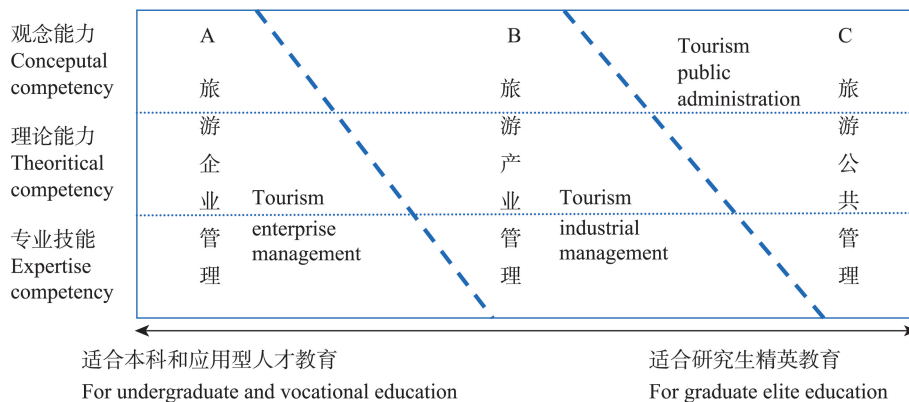 观念能力
Conceputal
competency
理论能力
Theoritical
competency
专业技能
Expertise
competency
A
旅
游
企
业
管
理
Tourism
enterprise
management
B
旅
游
产
业
管
理
Tourism
industrial
management
Tourism
public
administration
C
旅
游
公
共
管
理
适合本科和应用型人才教育
For undergraduate and vocational education
适合研究生精英教育
For graduate elite education